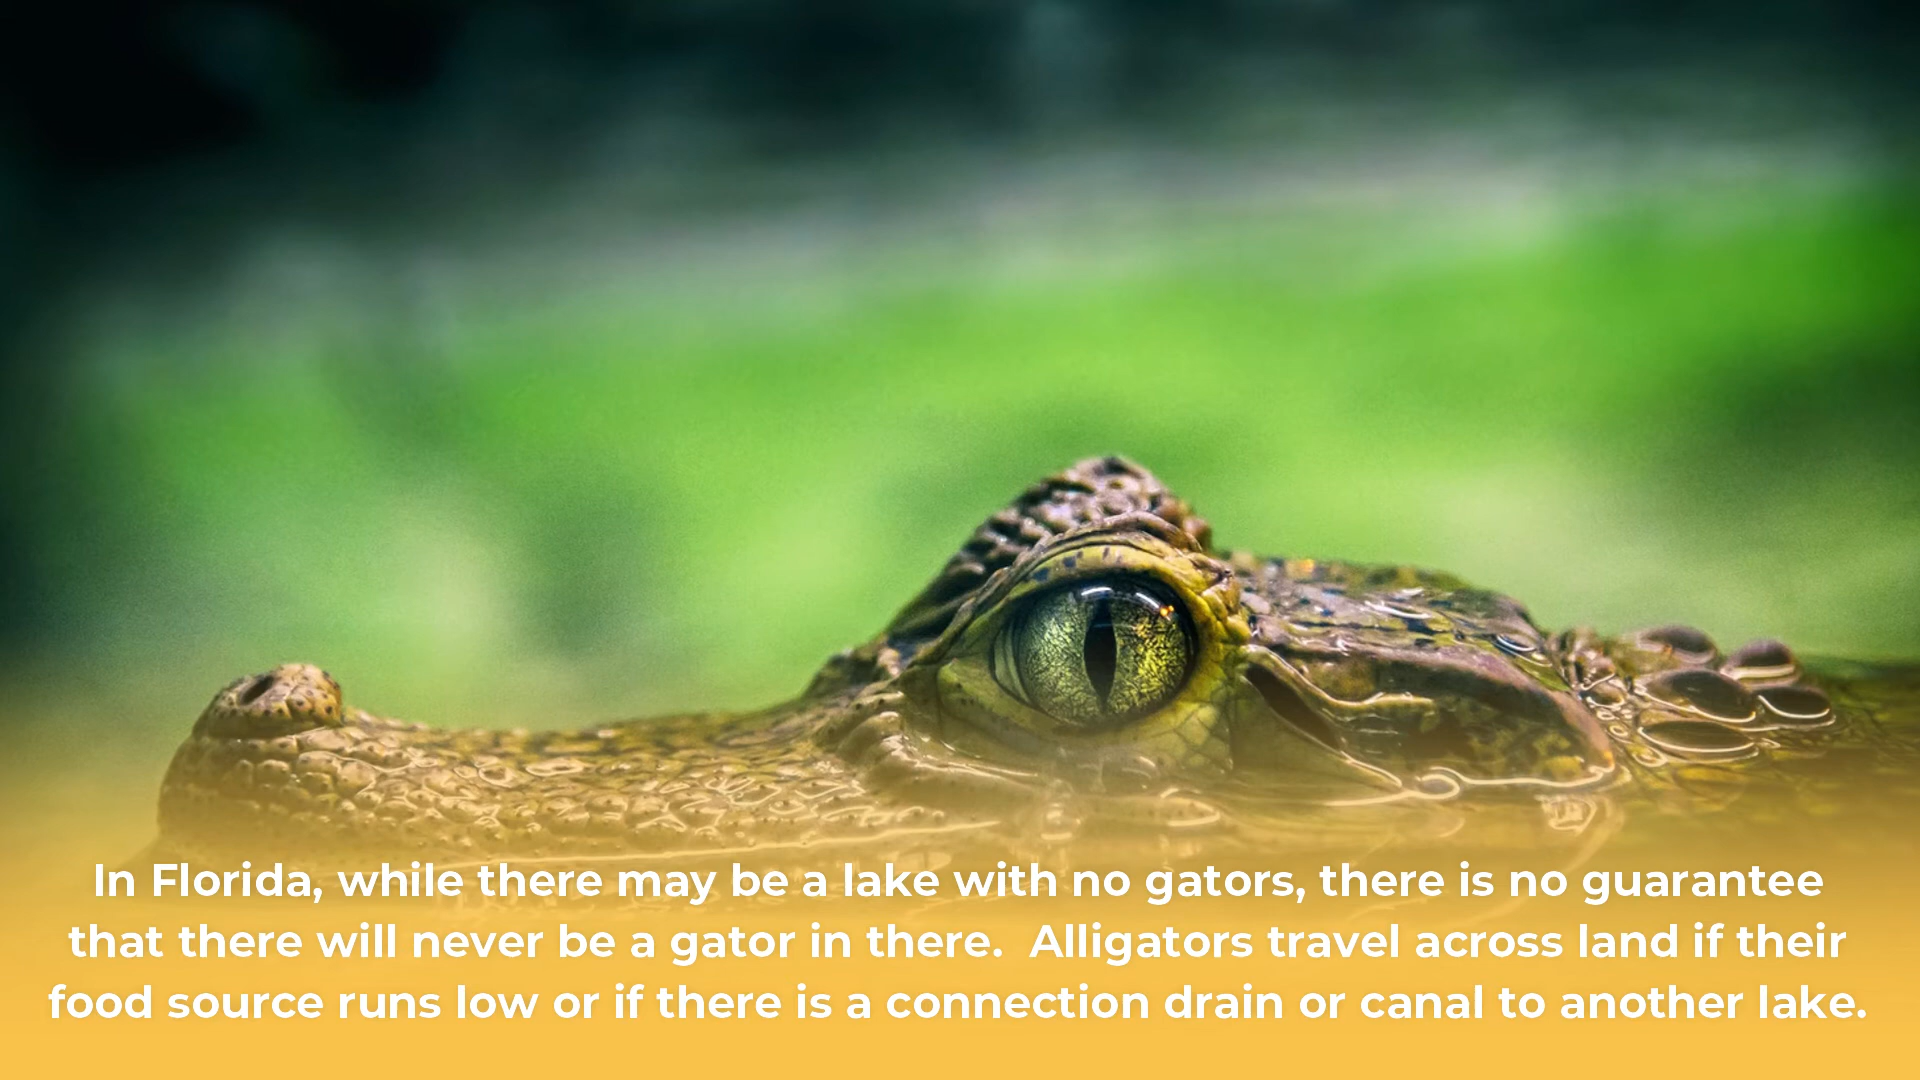 In Florida, while there may be a lake with no gators, there is no guarantee
that there will never be a gator in there.  Alligators travel across land if their
food source runs low or if there is a connection drain or canal to another lake.